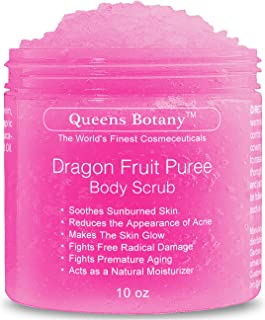 Queens Botany™
The World's Finest Cosmeceuticals
Dragon Fruit Puree
Body Scrub
• Soothes Sunburned Skin.
• Reduces the Appearance of Acne
• Makes The Skin Glow
• Fights Free Radical Damage
• Fights Premature Aging
• Acts as a Natural Moisturizer
10 oz